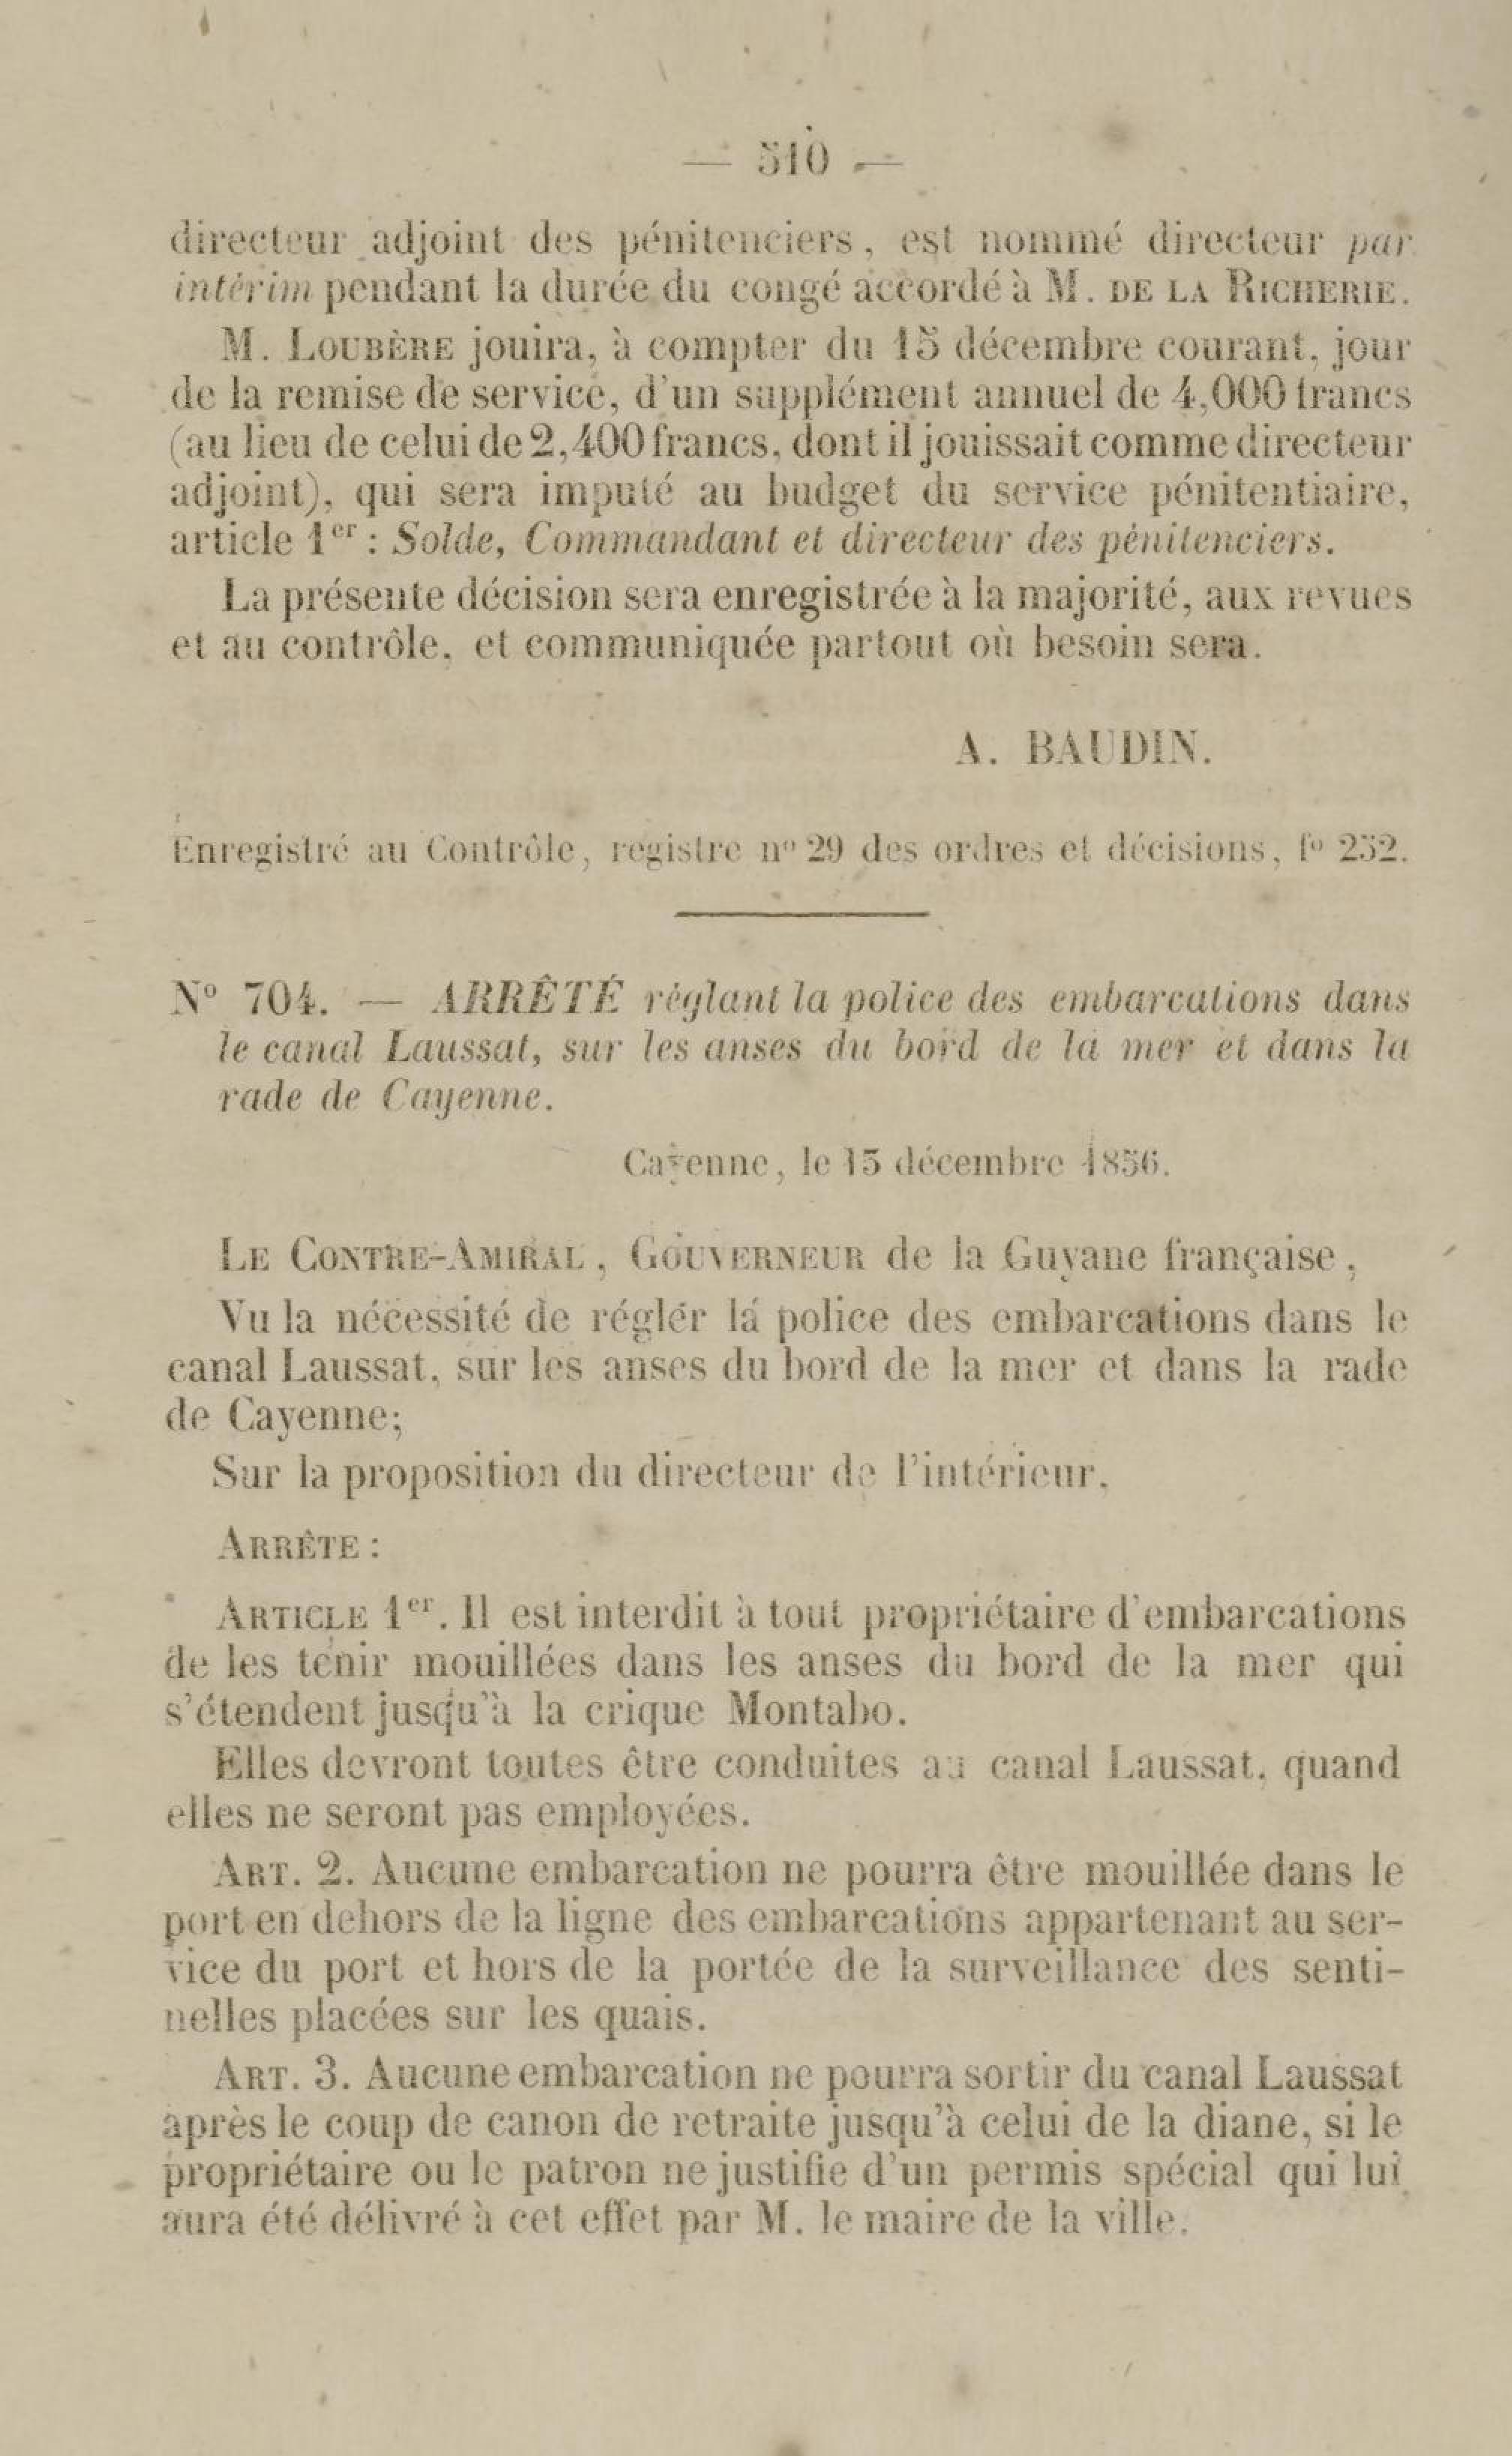 — 510 —
directeur adjoint des pénitenciers, est nommé directeur par
intérim pendant la durée du congé accordé à M. DE LA RICHERIE.
M. LOUBÈRE jouira, à compter du 15 décembre courant, jour
de la remise de service, d'un supplément annuel de 4,000 francs
(au lieu de celui de 2,400 francs, dont il jouissait comme directeur
adjoint), qui sera imputé au budget du service pénitentiaire,
article 1er : Solde, Commandant et directeur des pénitenciers.
La présente décision sera enregistrée à la majorité, aux revues
et au contrôle, et communiquée partout où besoin sera.
A. BAUDIN.
Enregistré au Contrôle, registre no 29 des ordres et décisions, fo 252.
No 704. — ARRÊTÉ réglant la police des embarcations dans
le canal Laussat, sur les anses du bord de la mer et dans la
rade de Cayenne.
Cayenne, le 15 décembre 1856.
LE CONTRE-AMIRAL, GOUVERNEUR de la Guyane française,
Vu la nécessité de régler la police des embarcations dans le
canal Laussat, sur les anses du bord de la mer et dans la rade
de Cayenne;
Sur la proposition du directeur de l'intérieur,
ARRÊTE :
ARTICLE 1er. Il est interdit à tout propriétaire d'embarcations
de les tenir mouillées dans les anses du bord de la mer qui
s'étendent jusqu'à la crique Montabo.
Elles devront toutes être conduites au canal Laussat, quand
elles ne seront pas employées.
ART. 2. Aucune embarcation ne pourra être mouillée dans le
port en dehors de la ligne des embarcations appartenant au ser-
vice du port et hors de la portée de la surveillance des senti-
nelles placées sur les quais.
ART. 3. Aucune embarcation ne pourra sortir du canal Laussat
après le coup de canon de retraite jusqu'à celui de la diane, si le
propriétaire ou le patron ne justifie d'un permis spécial qui lui
aura été délivré à cet effet par M. le maire de la ville.